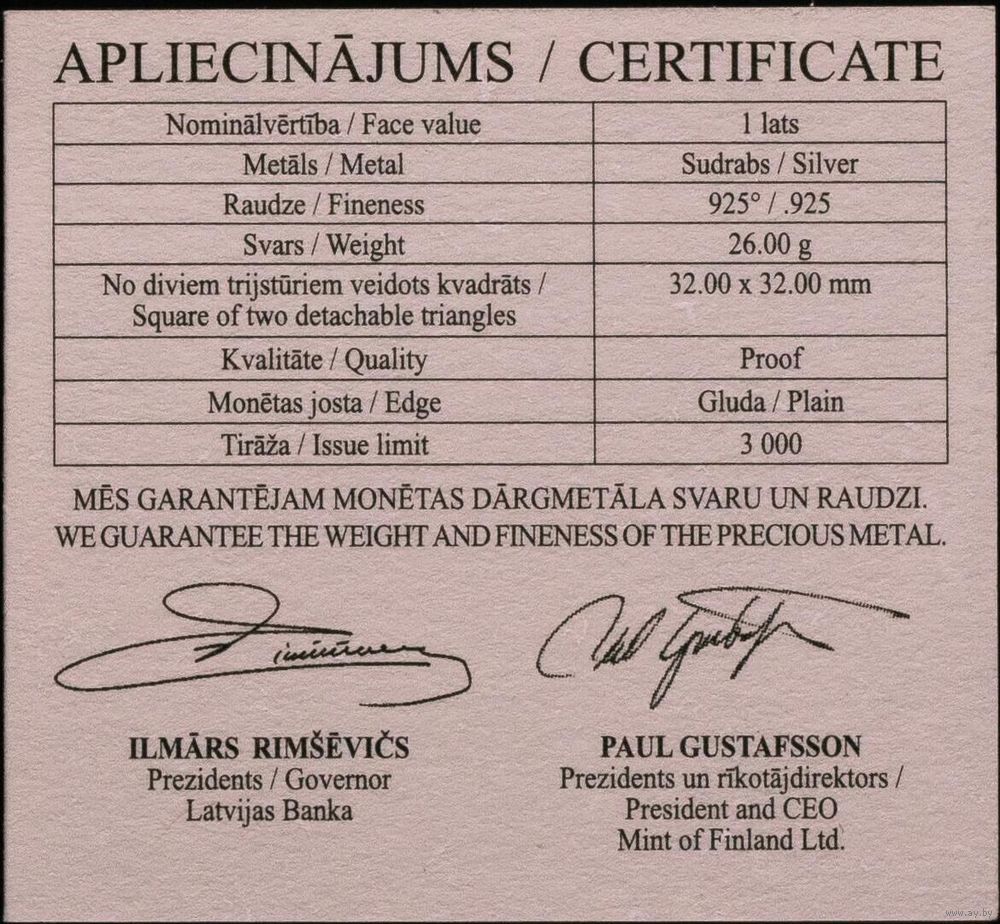 APLIECINĀJUMS / CERTIFICATE
Nominālvērtība / Face value 1 lats
Metāls / Metal Sudrabs / Silver
Raudze / Fineness 925° / .925
Svars / Weight 26.00 g
No diviem trijstūriem veidots kvadrāts / 32.00 x 32.00 mm
Square of two detachable triangles
Kvalitāte / Quality Proof
Monētas josta / Edge Gluda / Plain
Tirāža / Issue limit 3 000
MĒS GARANTĒJAM MONĒTAS DĀRGMETĀLA SVARU UN RAUDZI.
WE GUARANTEE THE WEIGHT AND FINENESS OF THE PRECIOUS METAL.
ILMĀRS RIMŠĒVIČS
Prezidents / Governor
Latvijas Banka
PAUL GUSTAFSSON
Prezidents un rīkotājdirektors /
President and CEO
Mint of Finland Ltd.
www.ay.by